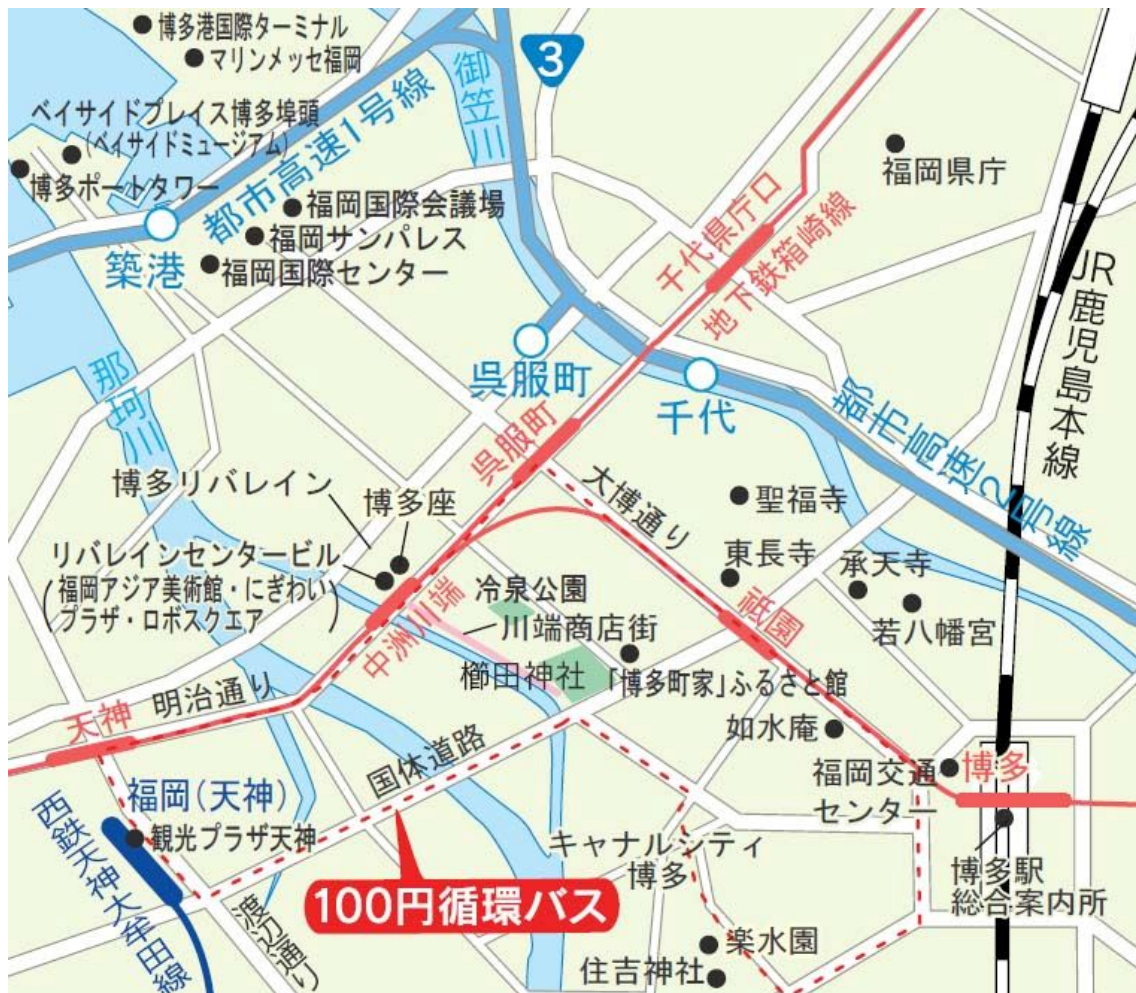 博多港国際ターミナル
マリンメッセ福岡
ベイサイドプレイス博多埠頭
(ベイサイドミュージアム)
博多ポートタワー
都市高速1号線
御笠川
3
福岡県庁
福岡国際会議場
福岡サンパレス
福岡国際センター
築港
千代県庁口
地下鉄箱崎線
JR鹿児島本線
那珂川
呉服町
千代
都市高速2号線
呉服町
大博通り
博多リバレイン
博多座
聖福寺
リバレインセンタービル
(福岡アジア美術館・にぎわい
プラザ・ロボスクエア)
東長寺
承天寺
冷泉公園
祇園
若八幡宮
中洲川端
川端商店街
櫛田神社
「博多町家」ふるさと館
天神
明治通り
国体道路
如水庵
福岡交通
センター
博多
福岡(天神)
観光プラザ天神
西鉄天神大牟田線
キャナルシティ
博多
博多駅
総合案内所
100円循環バス
渡辺通り
楽水園
住吉神社